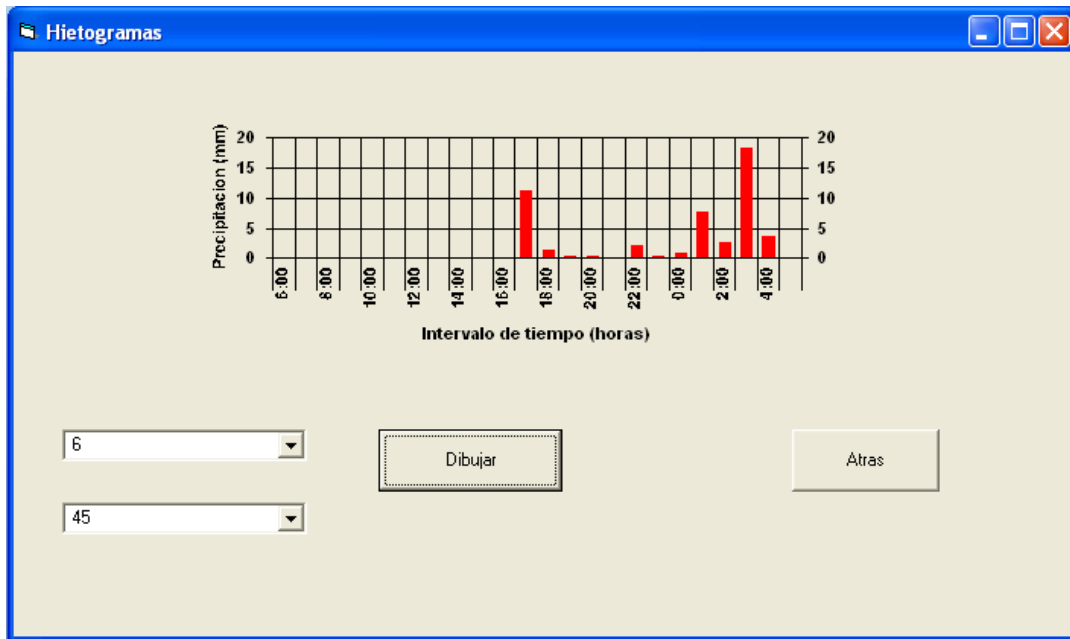 Hietogramas
Precipitacion (mm)
20 20
15 15
10 10
5 5
0 0
6:00 8:00 10:00 12:00 14:00 16:00 18:00 20:00 22:00 0:00 2:00 4:00
Intervalo de tiempo (horas)
6
Dibujar Atras
45